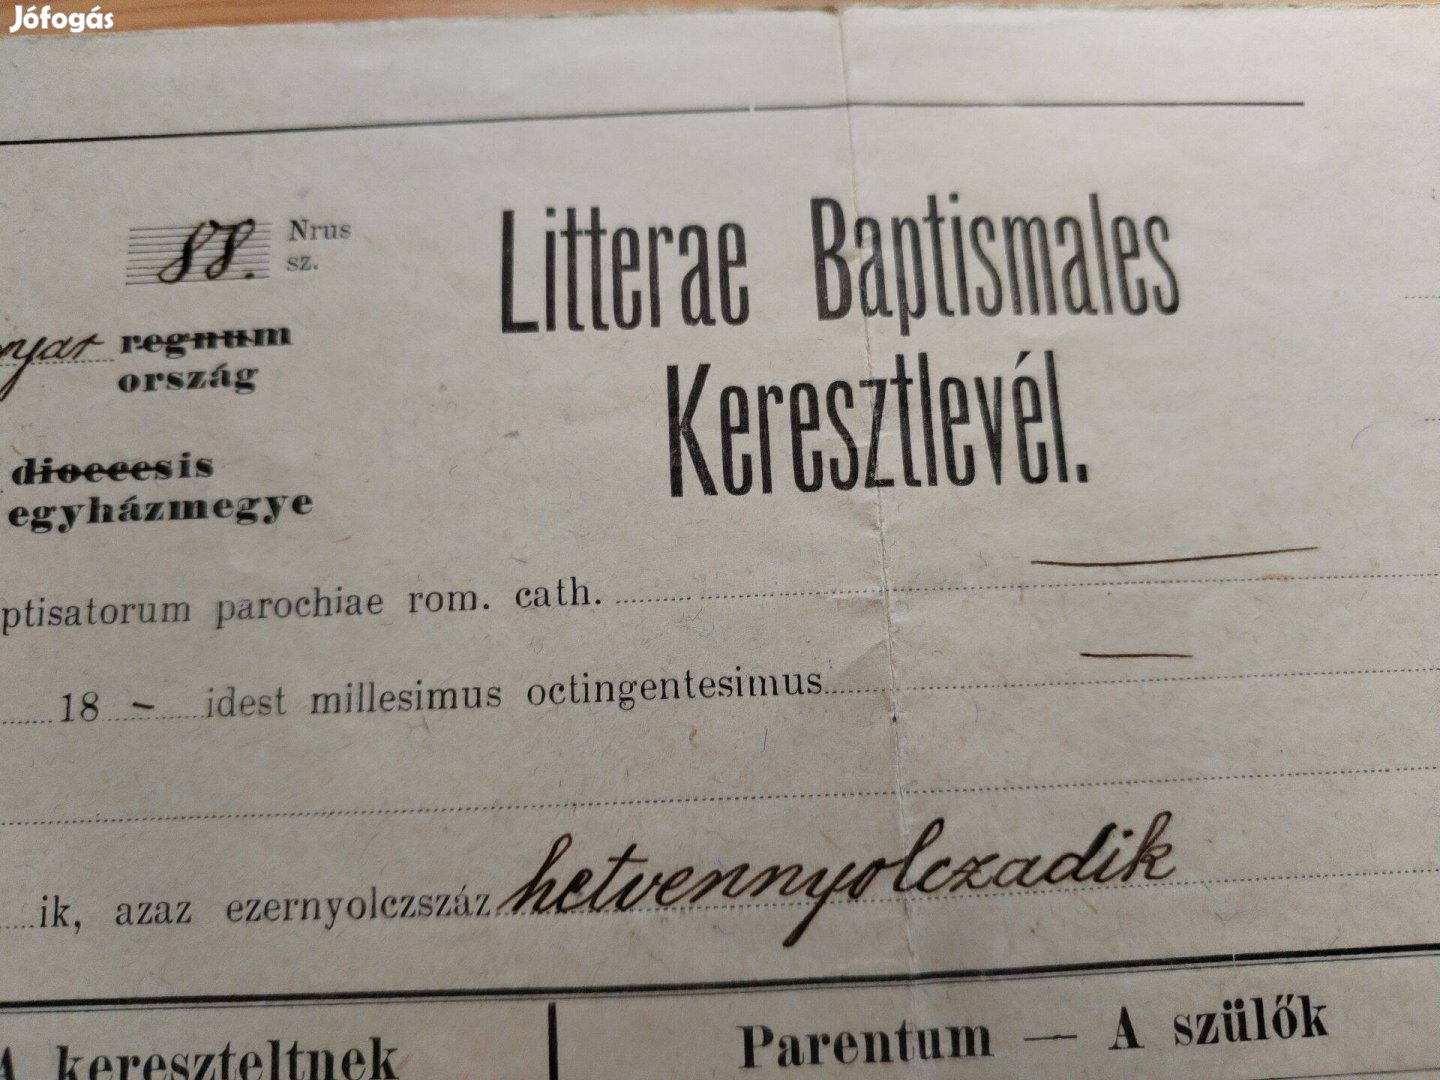 Jófogás
88. Nrus
sz.
Litterae Baptismales
regnum
ország
Keresztlevél.
dioecesis
egyházmegye
ptisatorum parochiae rom. cath.
18 – idest millesimus octingentesimus
ik, azaz ezernyolczszáz hetvennyolczadik
A kereszteltnek
Parentum — A szülők